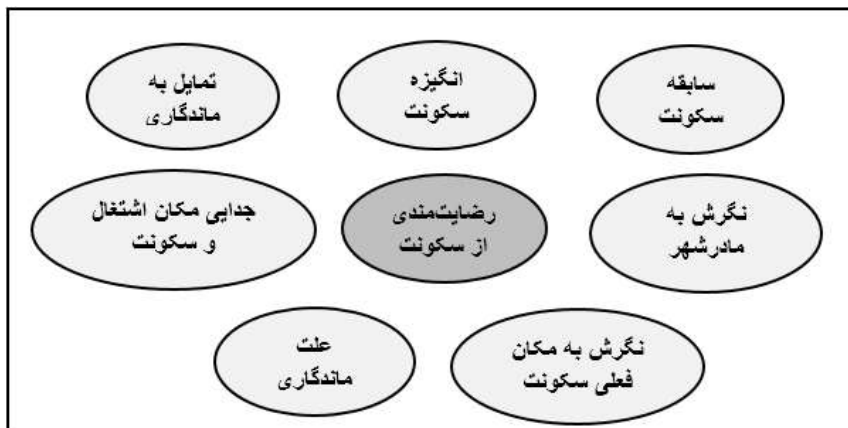 سابقه
سکونت
انگیزه
سکونت
تمایل به
ماندگاری
نگرش به
مادرشهر
رضایت‌مندی
از سکونت
جدایی مکان اشتغال
و سکونت
نگرش به مکان
فعلی سکونت
علت
ماندگاری